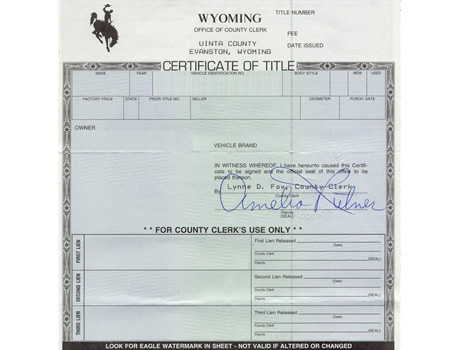 WYOMING
TITLE NUMBER
OFFICE OF COUNTY CLERK
FEE
UINTA COUNTY
EVANSTON, WYOMING
DATE ISSUED
CERTIFICATE OF TITLE
MAKE YEAR VEHICLE IDENTIFICATION NO. BODY STYLE NEW USED
FACTORY PRICE STATE PRIOR TITLE NO. SELLER ODOMETER PURCH. DATE
OWNER
VEHICLE BRAND
IN WITNESS WHEREOF, I have hereunto caused this Certifi-
cate to be signed and the official seal of this office to be
placed thereon.
By Lynne D. Fox, County Clerk
County Clerk
Deputy
(SEAL)
** FOR COUNTY CLERK'S USE ONLY **
FIRST LIEN
First Lien Released
(Date)
County Clerk
(SEAL)
Deputy
SECOND LIEN
Second Lien Released
(Date)
County Clerk
(SEAL)
Deputy
THIRD LIEN
Third Lien Released
(Date)
County Clerk
(SEAL)
Deputy
LOOK FOR EAGLE WATERMARK IN SHEET - NOT VALID IF ALTERED OR CHANGED